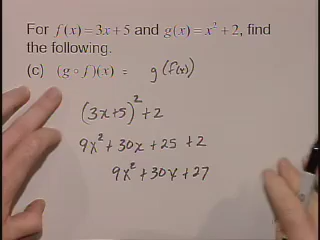 For f(x)=3x+5 and g(x)=x²+2, find
the following.
(c) (g∘f)(x) = g(f(x))
(3x+5)²+2
9x²+30x+25+2
9x²+30x+27